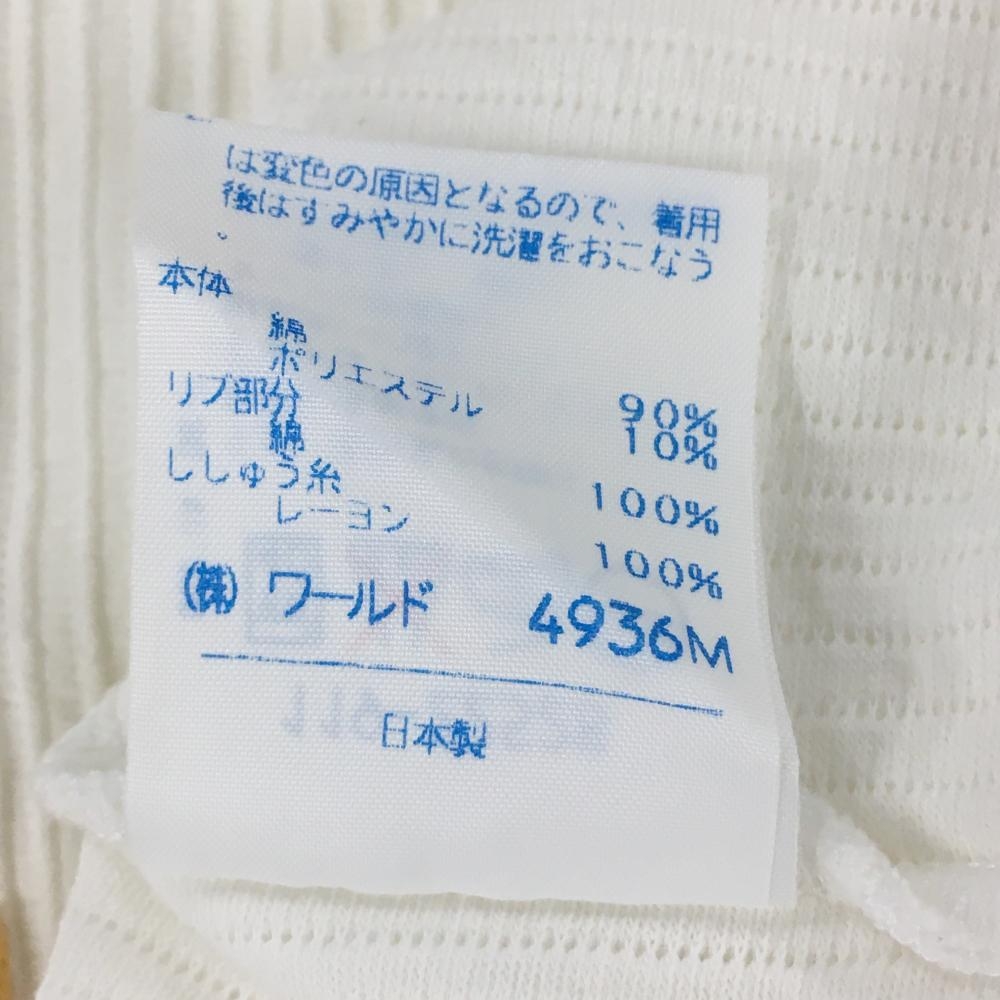 は変色の原因となるので、着用
後はすみやかに洗濯をおこなう
。
本体
綿 90%
ポリエステル 10%
リブ部分
綿 100%
ししゅう糸
レーヨン 100%
㈱ ワールド 4936M
日本製